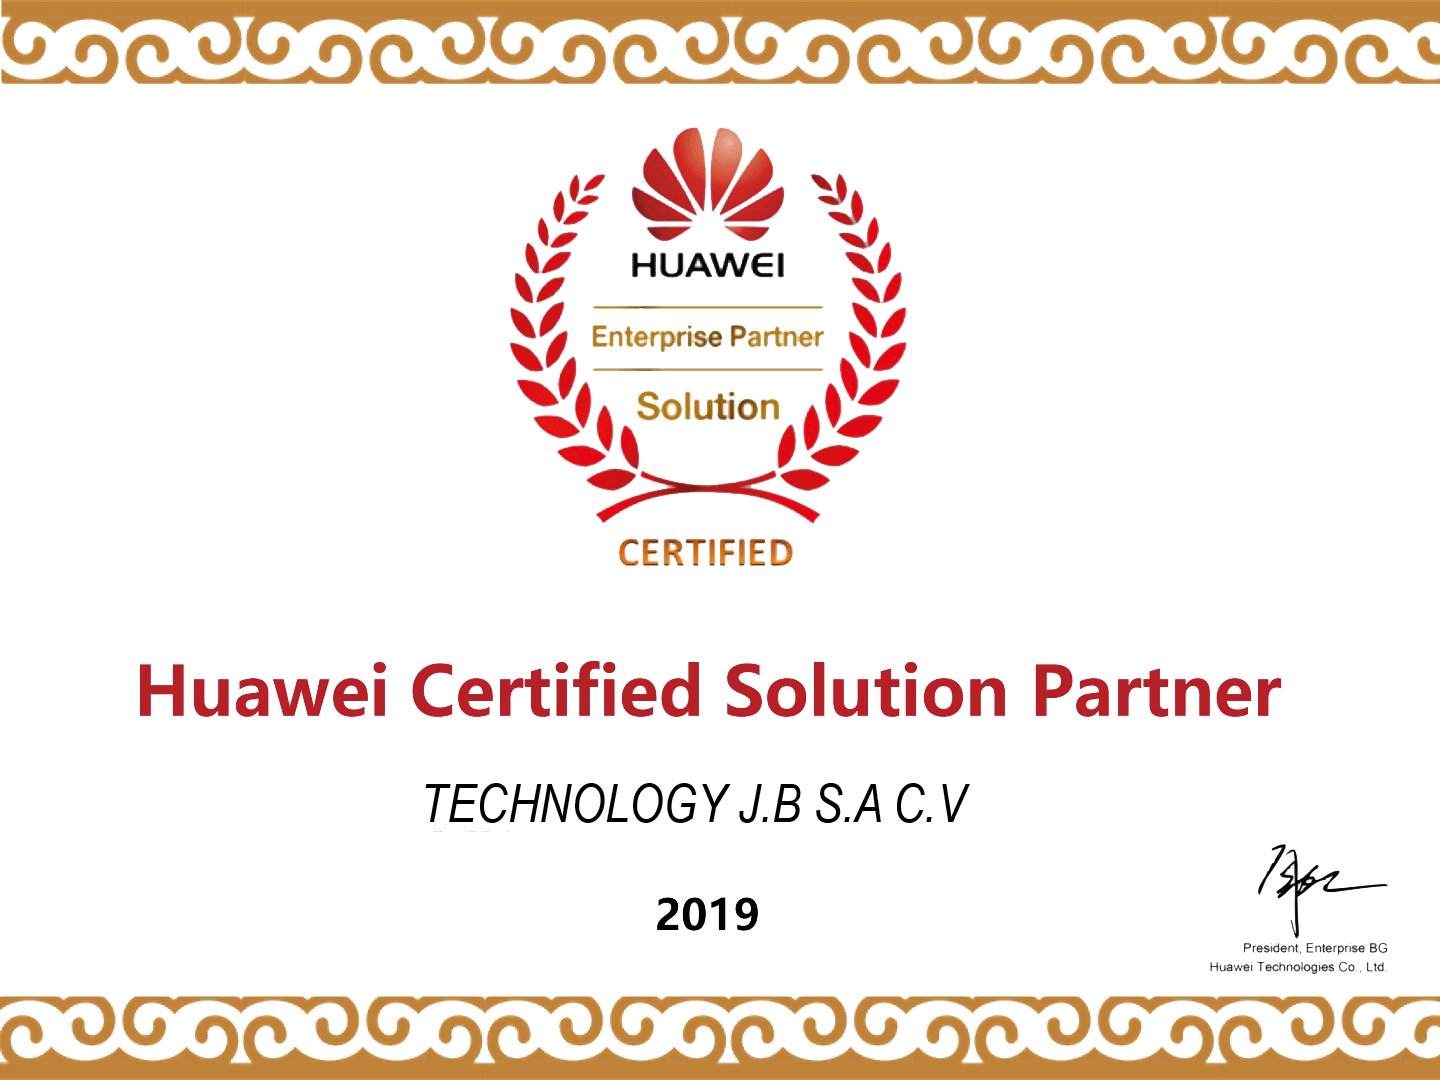 HUAWEI
Enterprise Partner
Solution
CERTIFIED
Huawei Certified Solution Partner
TECHNOLOGY J.B S.A C.V
2019
President, Enterprise BG
Huawei Technologies Co., Ltd.